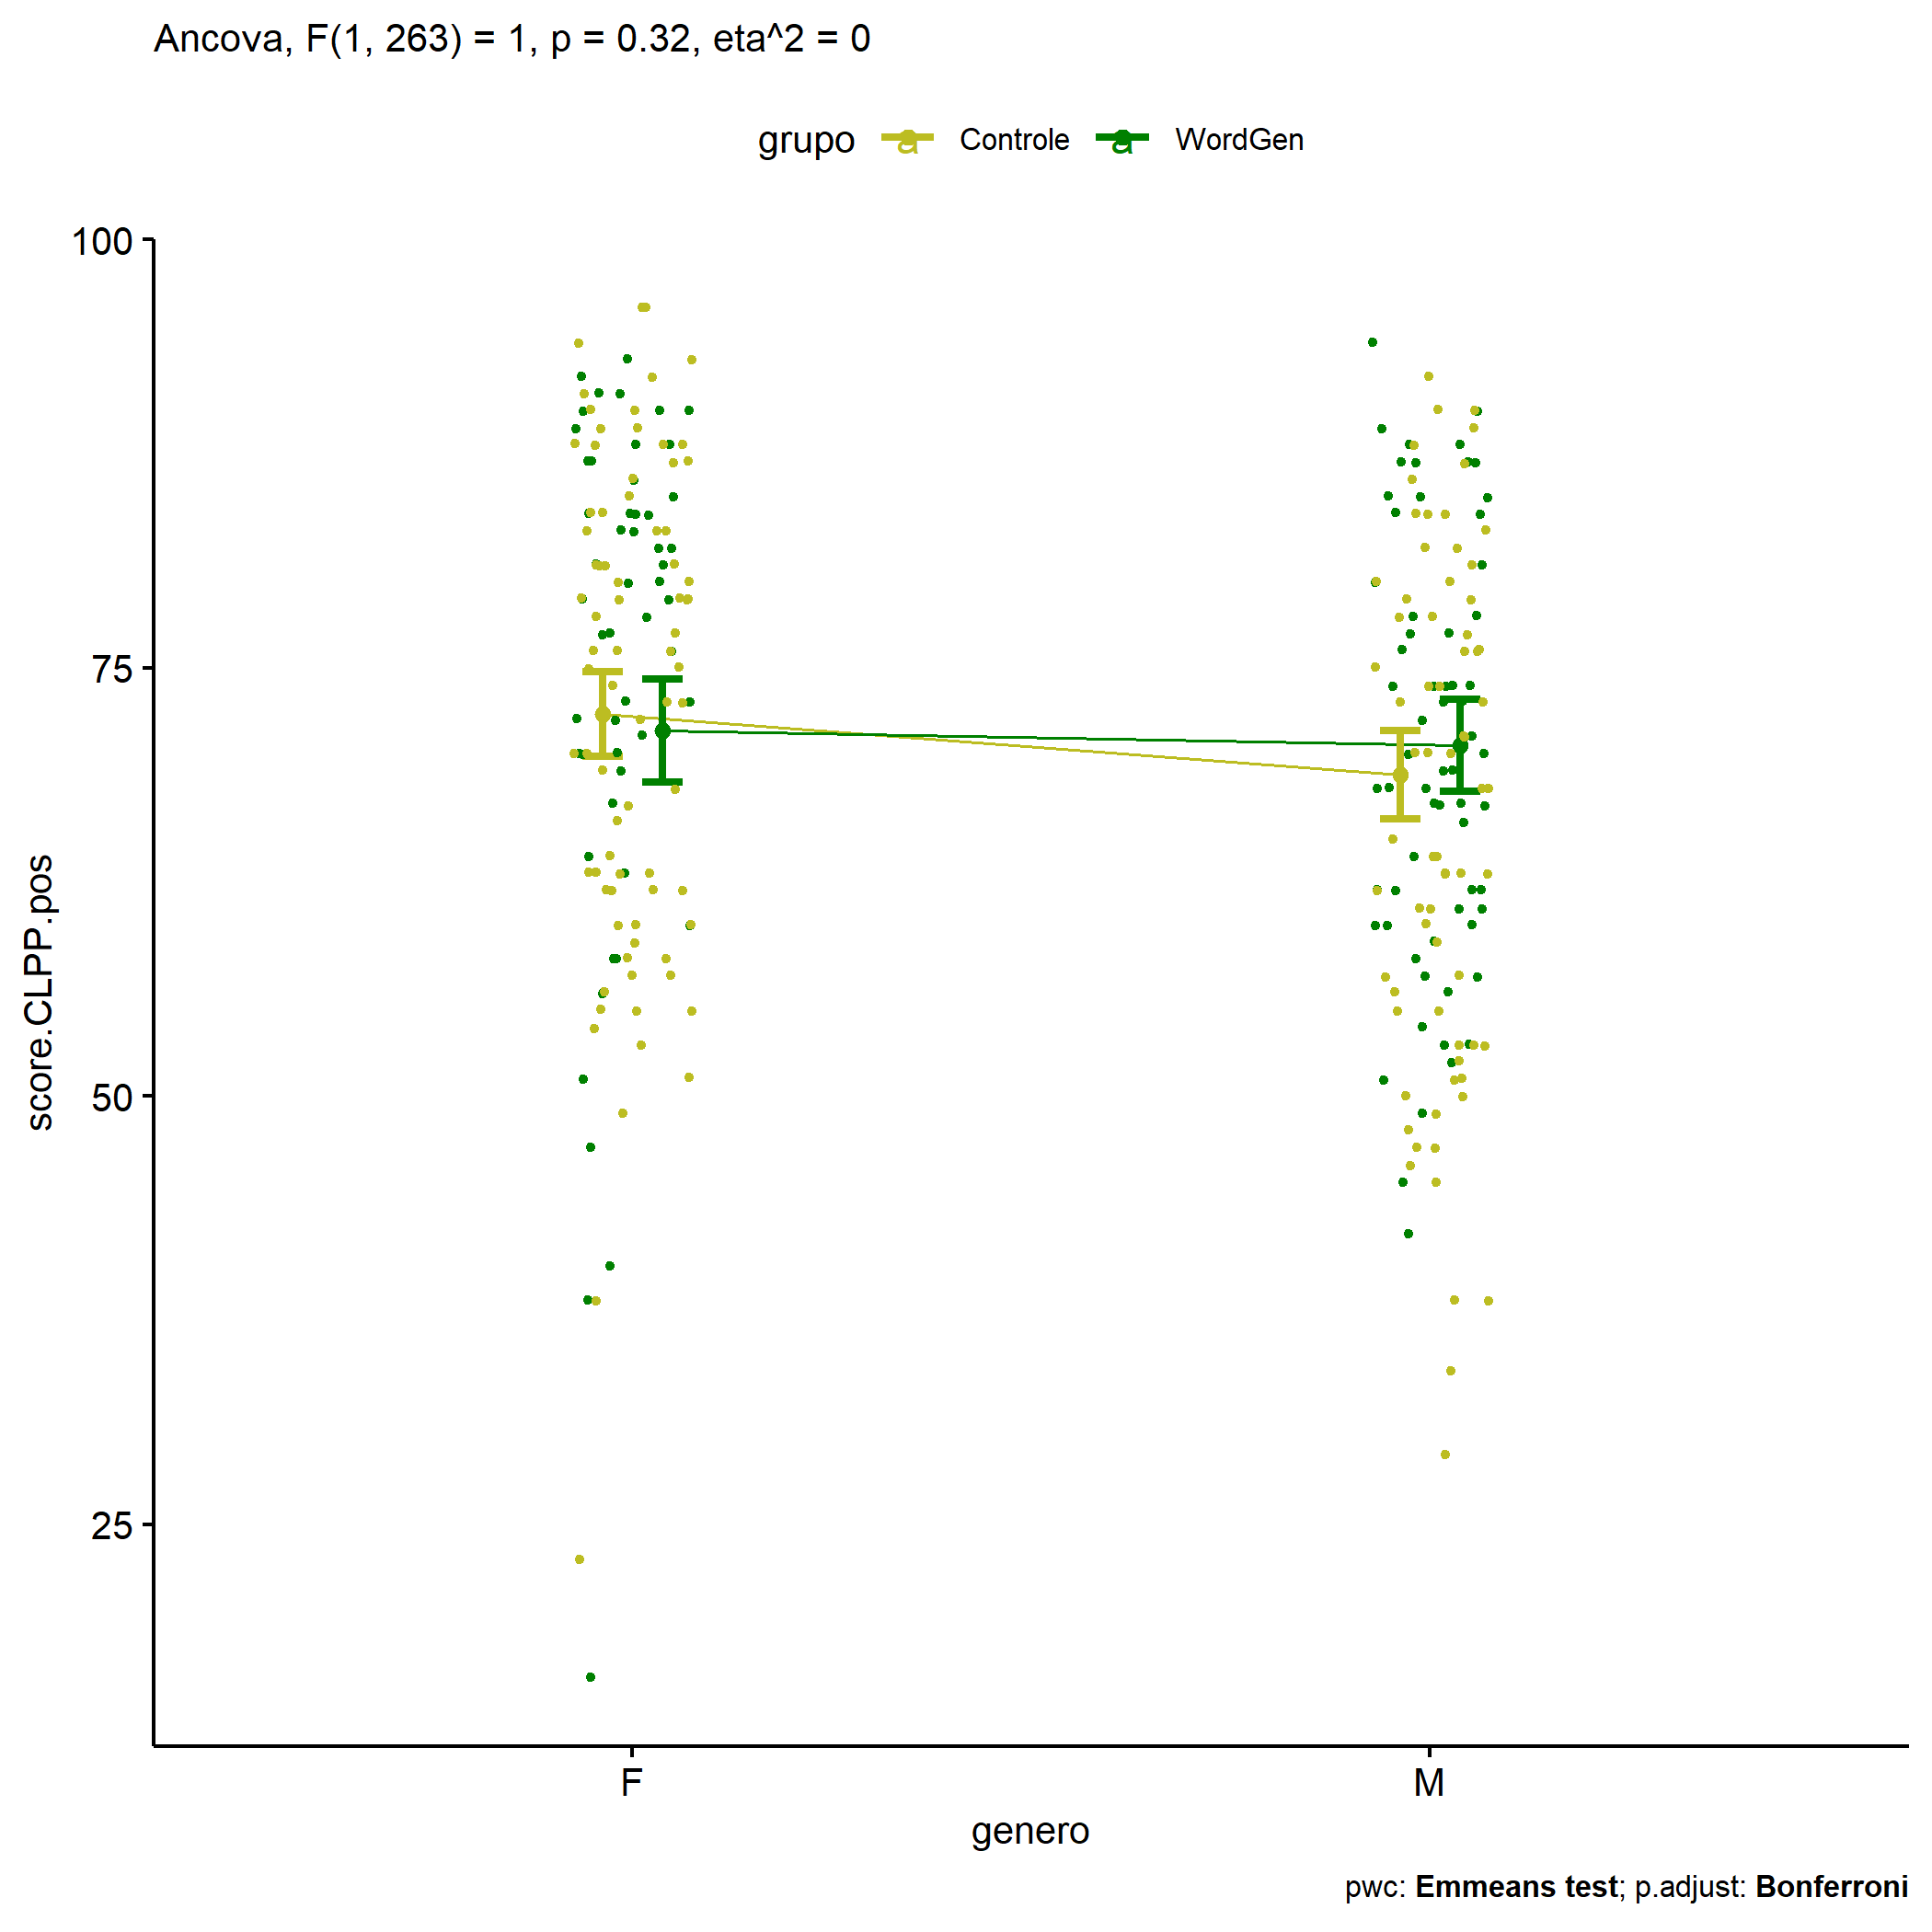 Ancova, F(1, 263) = 1, p = 0.32, eta^2 = 0
grupo a Controle a WordGen
100
75
50
25
score.CLPP.pos
F M
genero
pwc: Emmeans test; p.adjust: Bonferroni